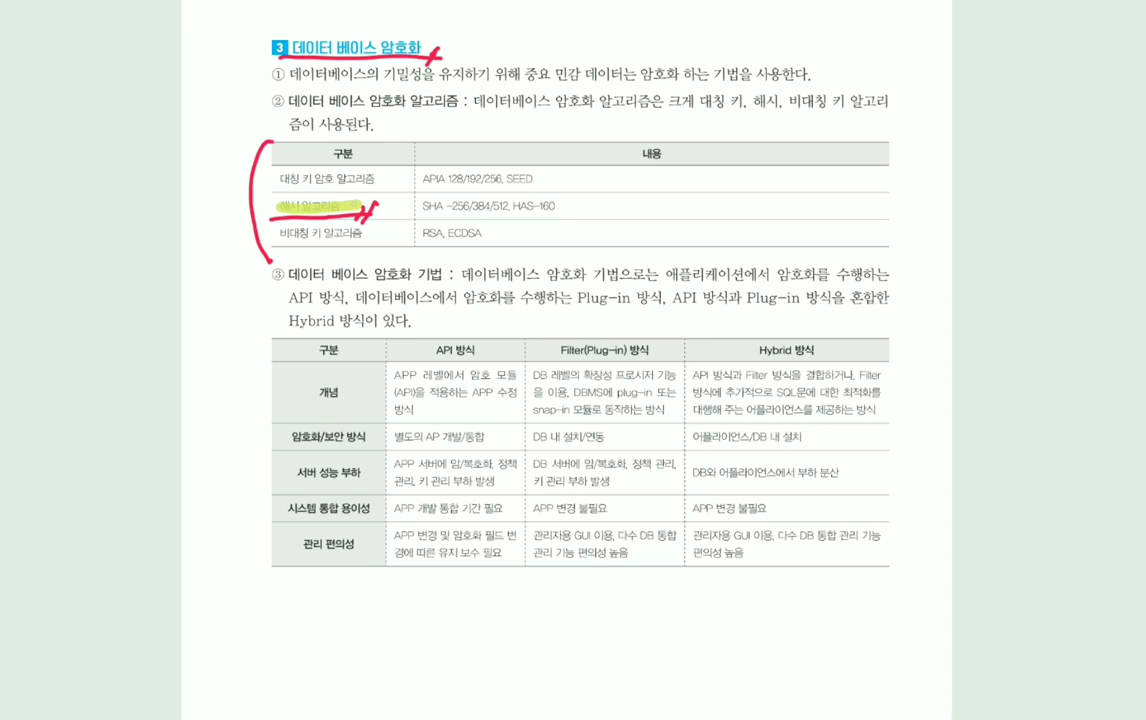 3 데이터 베이스 암호화
① 데이터베이스의 기밀성을 유지하기 위해 중요 민감 데이터는 암호화 하는 기법을 사용한다.
② 데이터 베이스 암호화 알고리즘 : 데이터베이스 암호화 알고리즘은 크게 대칭 키, 해시, 비대칭 키 알고리
즘이 사용된다.
구분 내용
대칭 키 암호 알고리즘 APIA 128/192/256, SEED
해시 알고리즘 SHA -256/384/512, HAS-160
비대칭 키 알고리즘 RSA, ECDSA
③ 데이터 베이스 암호화 기법 : 데이터베이스 암호화 기법으로는 애플리케이션에서 암호화를 수행하는
API 방식, 데이터베이스에서 암호화를 수행하는 Plug-in 방식, API 방식과 Plug-in 방식을 혼합한
Hybrid 방식이 있다.
구분 API 방식 Filter(Plug-in) 방식 Hybrid 방식
개념
APP 레벨에서 암호 모듈
(API)을 적용하는 APP 수정
방식
DB 레벨의 확장성 프로시저 기능
을 이용, DBMS에 plug-in 또는
snap-in 모듈로 동작하는 방식
API 방식과 Filter 방식을 결합하거나, Filter
방식에 추가적으로 SQL문에 대한 최적화를
대행해 주는 어플라이언스를 제공하는 방식
암호화/보안 방식 별도의 AP 개발/통합 DB 내 설치/연동 어플라이언스/DB 내 설치
서버 성능 부하
APP 서버에 암/복호화, 정책
관리, 키 관리 부하 발생
DB 서버에 암/복호화, 정책 관리,
키 관리 부하 발생
DB와 어플라이언스에서 부하 분산
시스템 통합 용이성 APP 개발 통합 기간 필요 APP 변경 불필요 APP 변경 불필요
관리 편의성
APP 변경 및 암호화 필드 변
경에 따른 유지 보수 필요
관리자용 GUI 이용, 다수 DB 통합
관리 기능 편의성 높음
관리자용 GUI 이용, 다수 DB 통합 관리 기능
편의성 높음